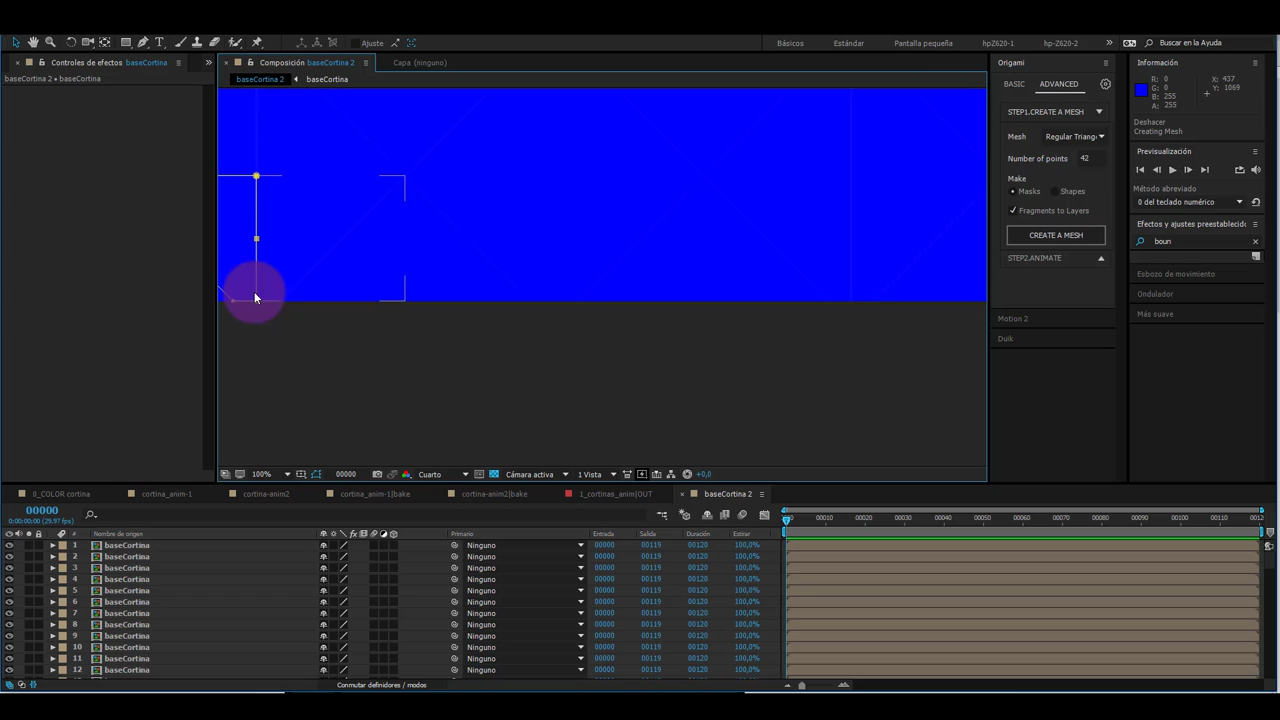 Ajuste
Básicos
Estándar
Pantalla pequeña
hpZ620-1
hpZ620-2
Buscar en la Ayuda
Controles de efectos baseCortina
Composición baseCortina 2
Capa (ninguno)
Origami
Información
baseCortina 2 • baseCortina
baseCortina 2
baseCortina
BASIC
ADVANCED
R: 0
G: 0
B: 255
A: 255
X: 437
Y: 1069
Deshacer
Creating Mesh
STEP1.CREATE A MESH
Mesh
Regular Triang
Number of points
42
Make
Masks
Shapes
Fragments to Layers
CREATE A MESH
STEP2.ANIMATE
Motion 2
Duik
Previsualización
Método abreviado
0 del teclado numérico
Efectos y ajustes preestablecid
boun
Esbozo de movimiento
Ondulador
Más suave
100%
00000
Cuarto
Cámara activa
1 Vista
+0,0
0_COLOR cortina
cortina_anim-1
cortina-anim2
cortina_anim-1|bake
cortina-anim2|bake
1_cortinas_anim|OUT
baseCortina 2
00000
0:00:00:00 (29.97 fps)
00010 00020 00030 00040 00050 00060 00070 00080 00090 00100 00110 0012
# Nombre de origen Primario Entrada Salida Duración Estirar
1 baseCortina Ninguno 00000 00119 00120 100,0%
2 baseCortina Ninguno 00000 00119 00120 100,0%
3 baseCortina Ninguno 00000 00119 00120 100,0%
4 baseCortina Ninguno 00000 00119 00120 100,0%
5 baseCortina Ninguno 00000 00119 00120 100,0%
6 baseCortina Ninguno 00000 00119 00120 100,0%
7 baseCortina Ninguno 00000 00119 00120 100,0%
8 baseCortina Ninguno 00000 00119 00120 100,0%
9 baseCortina Ninguno 00000 00119 00120 100,0%
10 baseCortina Ninguno 00000 00119 00120 100,0%
11 baseCortina Ninguno 00000 00119 00120 100,0%
12 baseCortina Ninguno 00000 00119 00120 100,0%
Conmutar definidores / modos